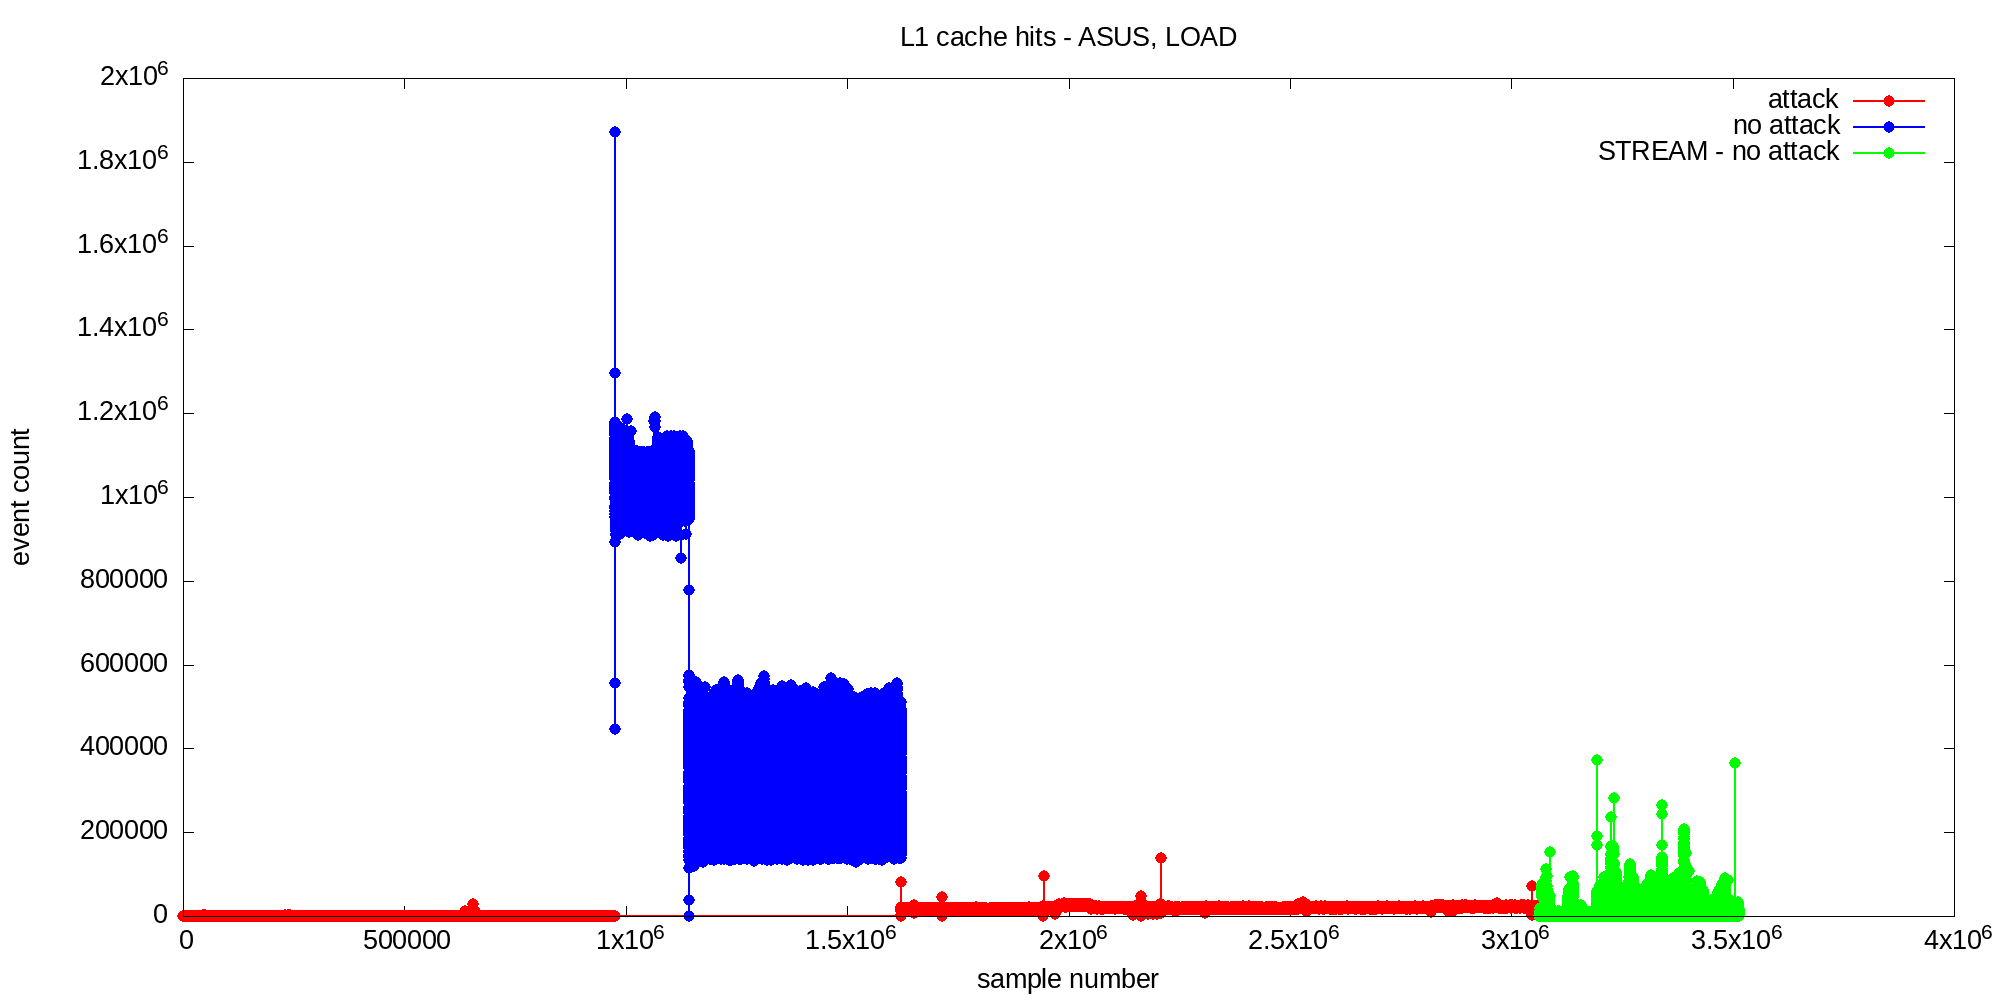 L1 cache hits - ASUS, LOAD
2x10^6
1.8x10^6
1.6x10^6
1.4x10^6
1.2x10^6
1x10^6
800000
600000
400000
200000
0
event count
attack
no attack
STREAM - no attack
0 500000 1x10^6 1.5x10^6 2x10^6 2.5x10^6 3x10^6 3.5x10^6 4x10^6
sample number